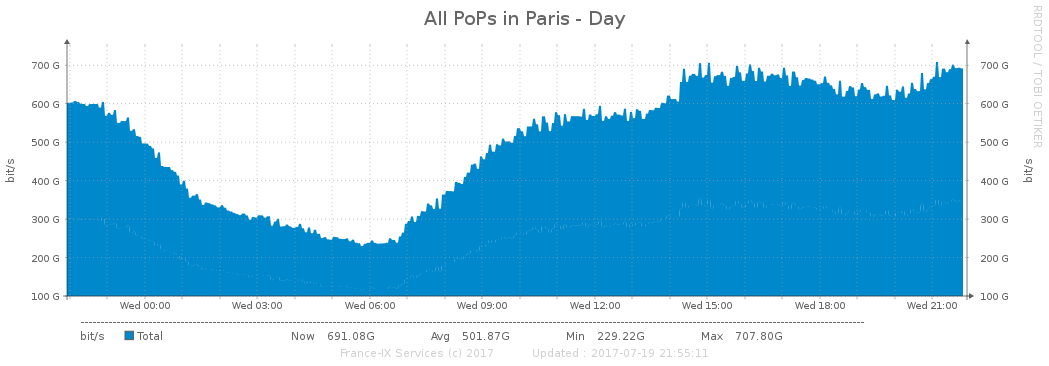 All PoPs in Paris - Day
RRDTOOL / TOBI OETIKER
700 G 700 G
600 G 600 G
500 G 500 G
400 G 400 G
300 G 300 G
200 G 200 G
100 G 100 G
bit/s bit/s
Wed 00:00 Wed 03:00 Wed 06:00 Wed 09:00 Wed 12:00 Wed 15:00 Wed 18:00 Wed 21:00
bit/s Total Now 691.08G Avg 501.87G Min 229.22G Max 707.80G
France-IX Services (c) 2017 Updated : 2017-07-19 21:55:11